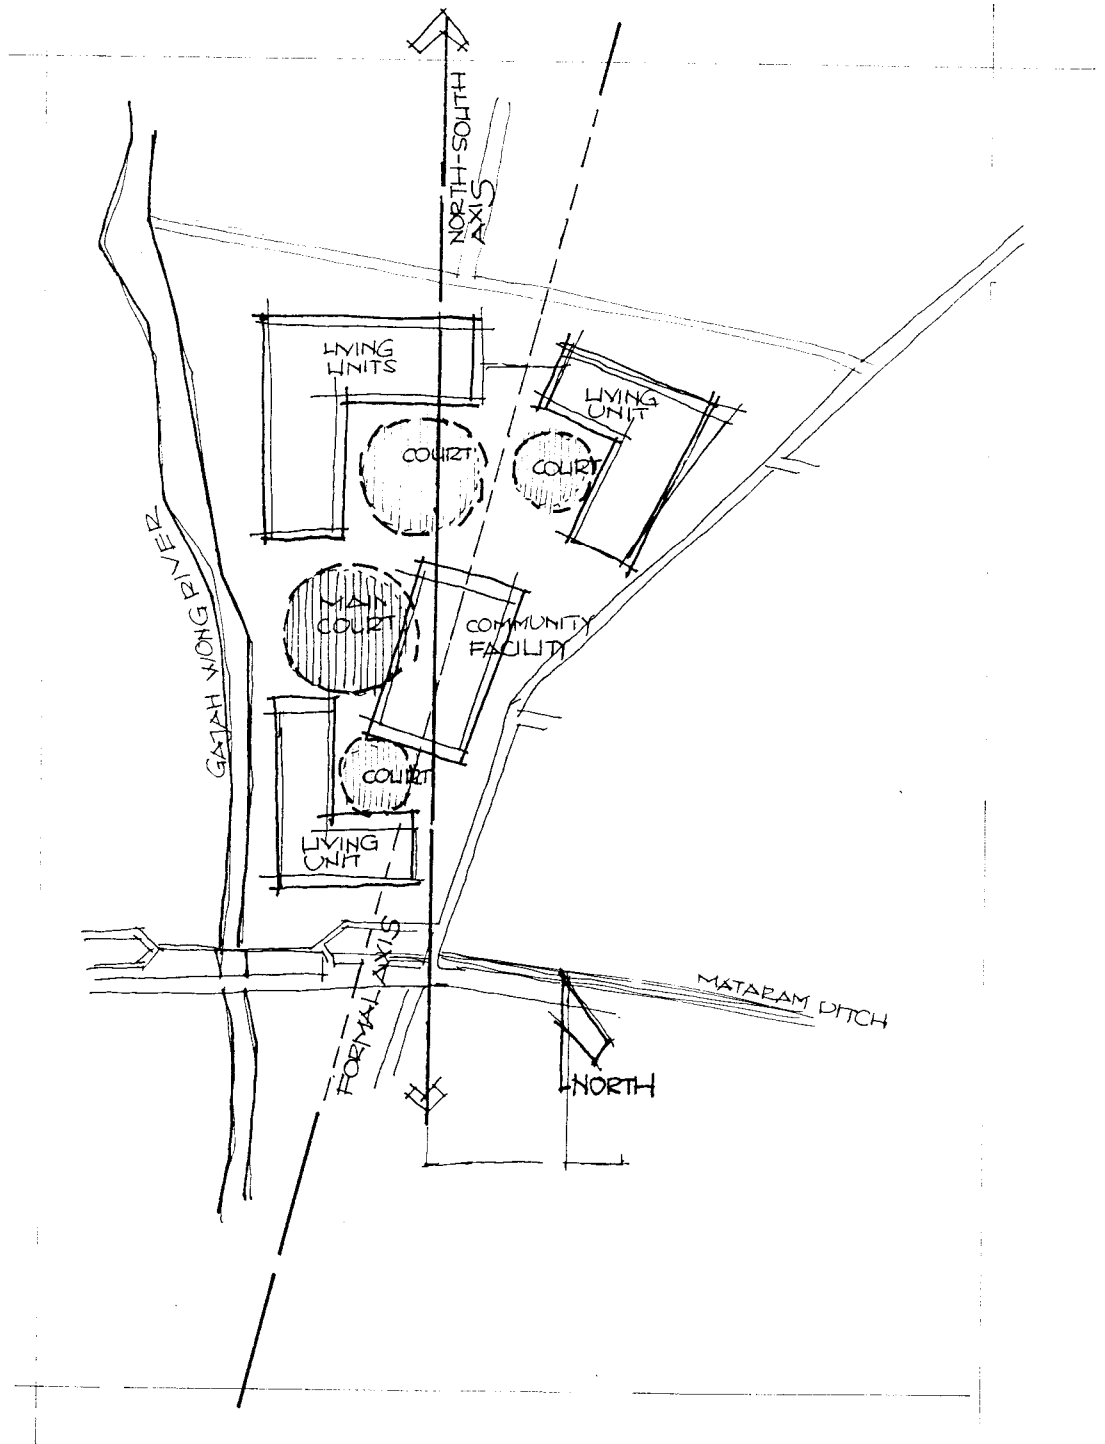 NORTH-SOUTH
AXIS
LIVING
UNITS
LIVING
UNIT
COURT
COURT
GAJAH WONG RIVER
MAIN
COURT
COMMUNITY
FACILITY
COURT
LIVING
UNIT
FORMAL AXIS
MATARAM DITCH
NORTH